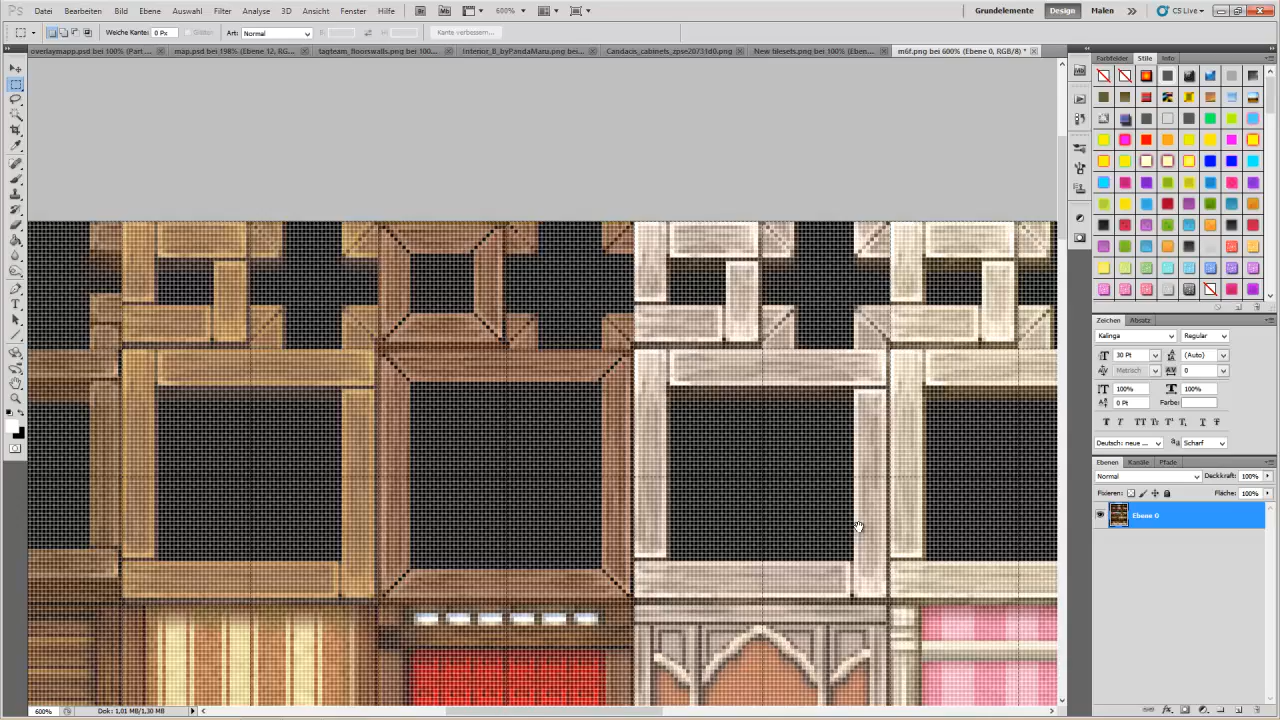 Ps Datei Bearbeiten Bild Ebene Auswahl Filter Analyse 3D Ansicht Fenster Hilfe Br Mb 600% Grundelemente Design Malen CS Live
Weiche Kante: 0 Px Glätten Art: Normal B: H: Kante verbessern...
overlaymapp.psd bei 100% (Part ... map.psd bei 198% (Ebene 12, RG... tagteam_floorswalls.png bei 100... Interior_B_byPandaMaru.png bei... Candacis_cabinets_zpse20731d0.png New tilesets.png bei 100% (Eben... m6f.png bei 600% (Ebene 0, RGB/8) *
Farbfelder Stile Info
Zeichen Absatz
Kalinga Regular
30 Pt (Auto)
Metrisch 0
100% 100%
0 Pt Farbe:
Deutsch: neue ... Scharf
Ebenen Kanäle Pfade
Normal Deckkraft: 100%
Fixieren: Fläche: 100%
Ebene 0
600% Dok: 1,01 MB/1,30 MB